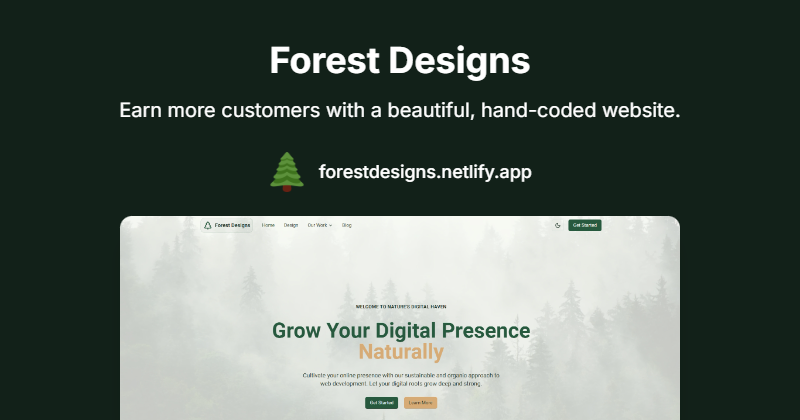 Forest Designs
Earn more customers with a beautiful, hand-coded website.
forestdesigns.netlify.app
Forest Designs Home Design Our Work Blog Get Started
WELCOME TO NATURE'S DIGITAL HAVEN
Grow Your Digital Presence
Naturally
Cultivate your online presence with our sustainable and organic approach to
web development. Let your digital roots grow deep and strong.
Get Started Learn More